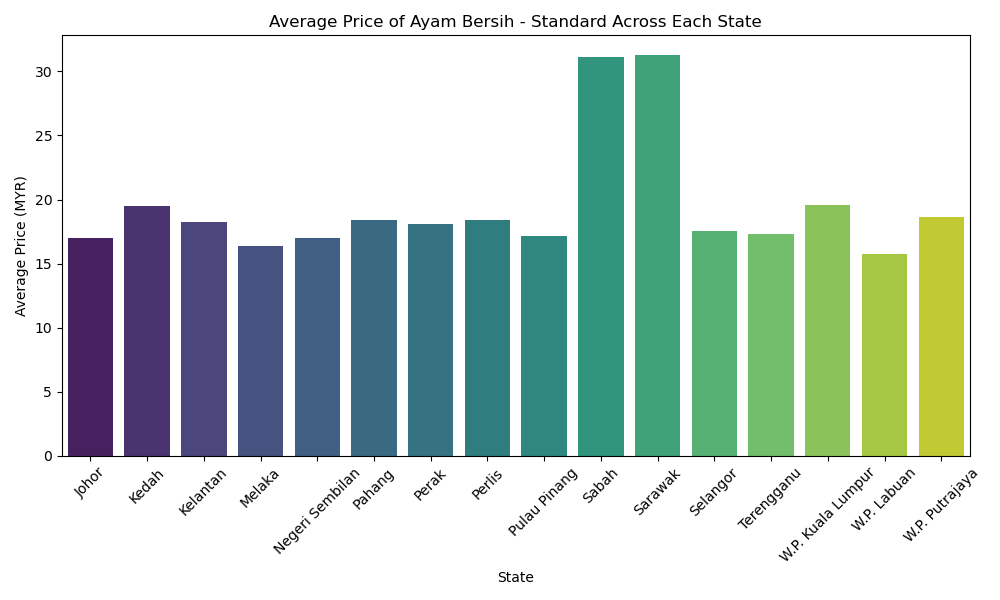 Average Price of Ayam Bersih - Standard Across Each State
Average Price (MYR)
30
25
20
15
10
5
0
Johor
Kedah
Kelantan
Melaka
Negeri Sembilan
Pahang
Perak
Perlis
Pulau Pinang
Sabah
Sarawak
Selangor
Terengganu
W.P. Kuala Lumpur
W.P. Labuan
W.P. Putrajaya
State